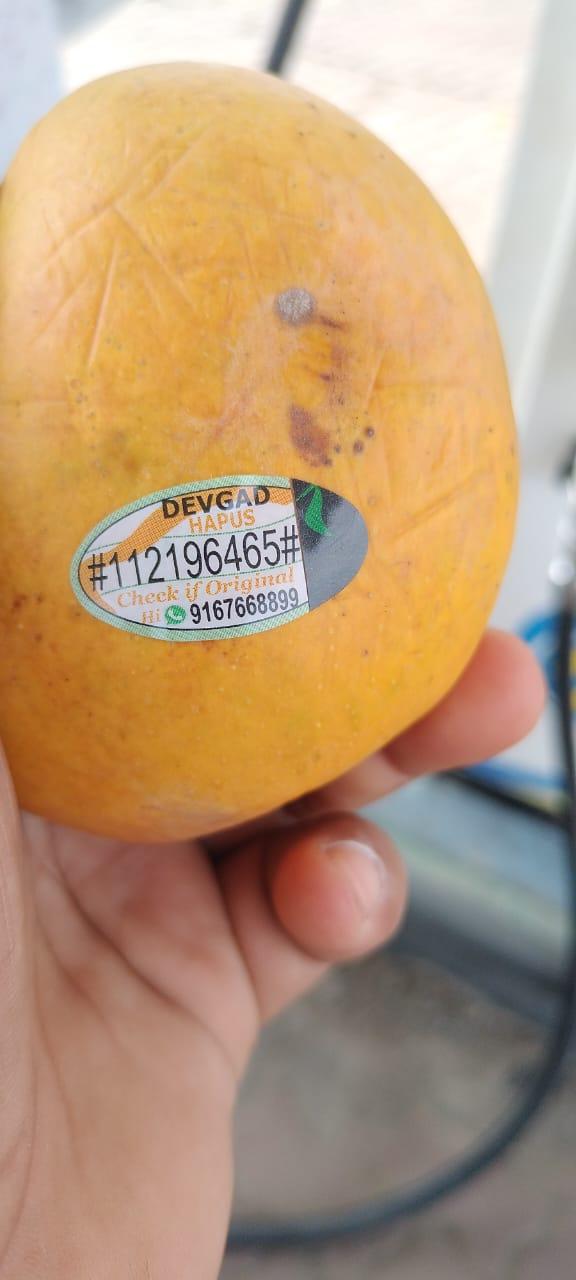 DEVGAD
HAPUS
#112196465#
Check if Original
Hi 9167668899